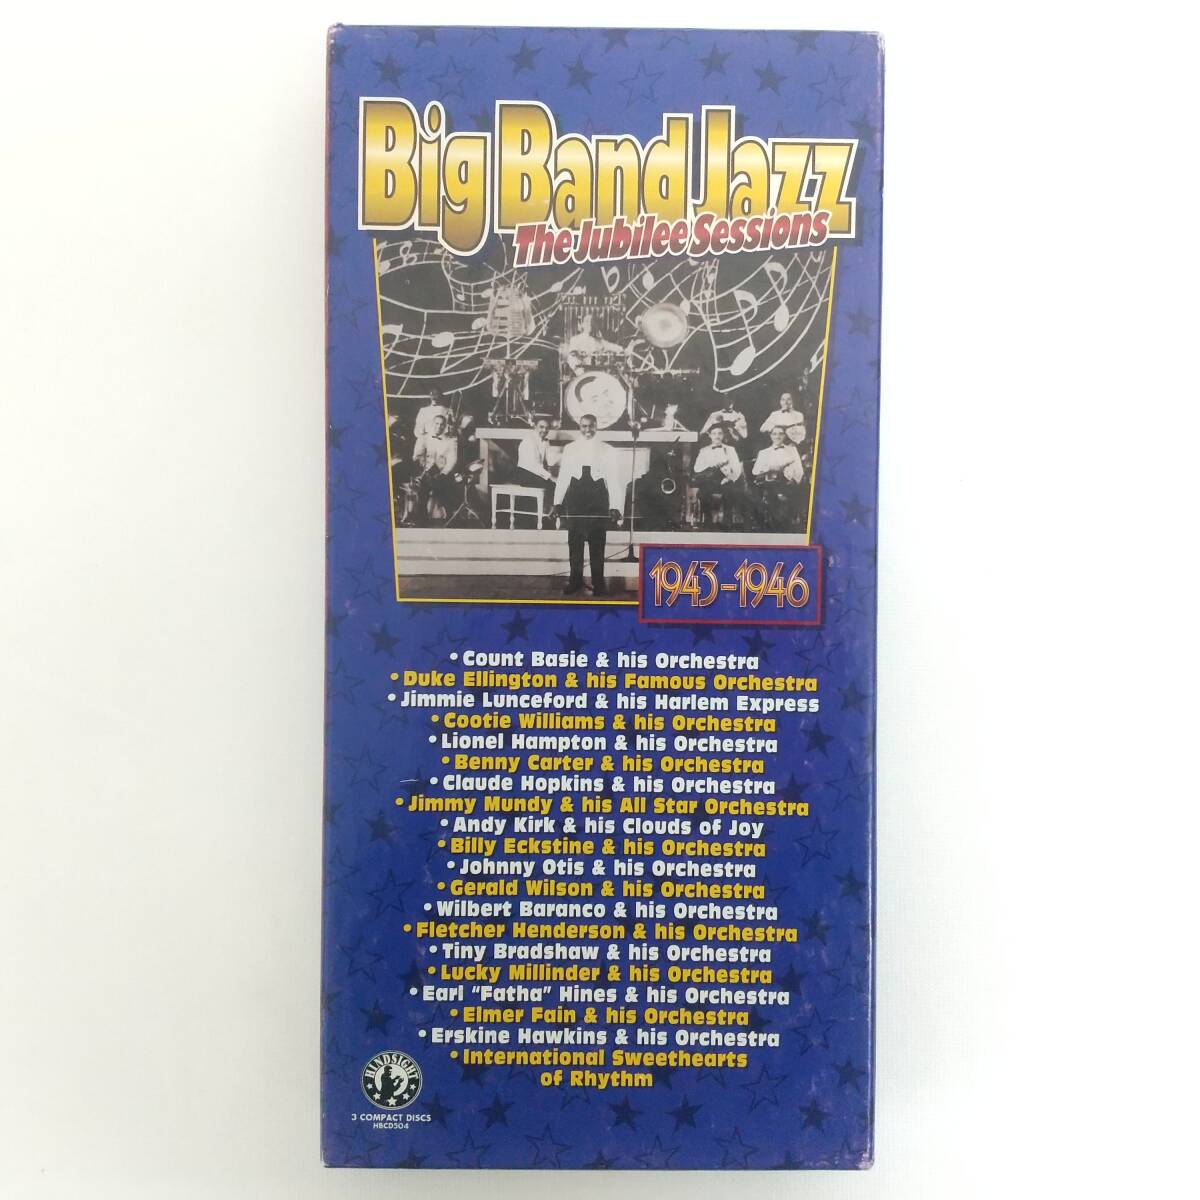 Big Band Jazz
The Jubilee Sessions
1943-1946
• Count Basie & his Orchestra
• Duke Ellington & his Famous Orchestra
• Jimmie Lunceford & his Harlem Express
• Cootie Williams & his Orchestra
• Lionel Hampton & his Orchestra
• Benny Carter & his Orchestra
• Claude Hopkins & his Orchestra
• Jimmy Mundy & his All Star Orchestra
• Andy Kirk & his Clouds of Joy
• Billy Eckstine & his Orchestra
• Johnny Otis & his Orchestra
• Gerald Wilson & his Orchestra
• Wilbert Baranco & his Orchestra
• Fletcher Henderson & his Orchestra
• Tiny Bradshaw & his Orchestra
• Lucky Millinder & his Orchestra
• Earl “Fatha” Hines & his Orchestra
• Elmer Fain & his Orchestra
• Erskine Hawkins & his Orchestra
• International Sweethearts
of Rhythm
HINDSIGHT
3 COMPACT DISCS
HBCD504